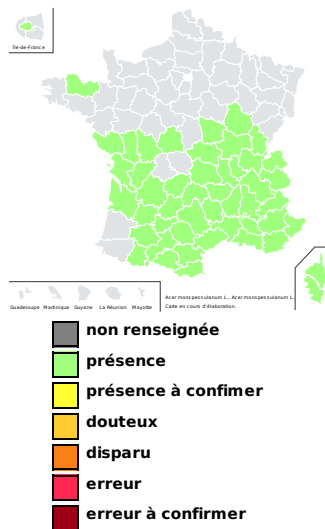 Île-de-France
Guadeloupe Martinique Guyane La Réunion Mayotte
Acer monspessulanum L., Acer monspessulanum L.
Carte en cours d'élaboration.
non renseignée
présence
présence à confimer
douteux
disparu
erreur
erreur à confirmer